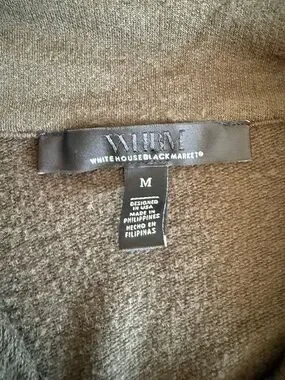 WHBM
WHITE HOUSE BLACK MARKET®
M
DESIGNED
IN USA
MADE IN
PHILIPPINES
HECHO EN
FILIPINAS